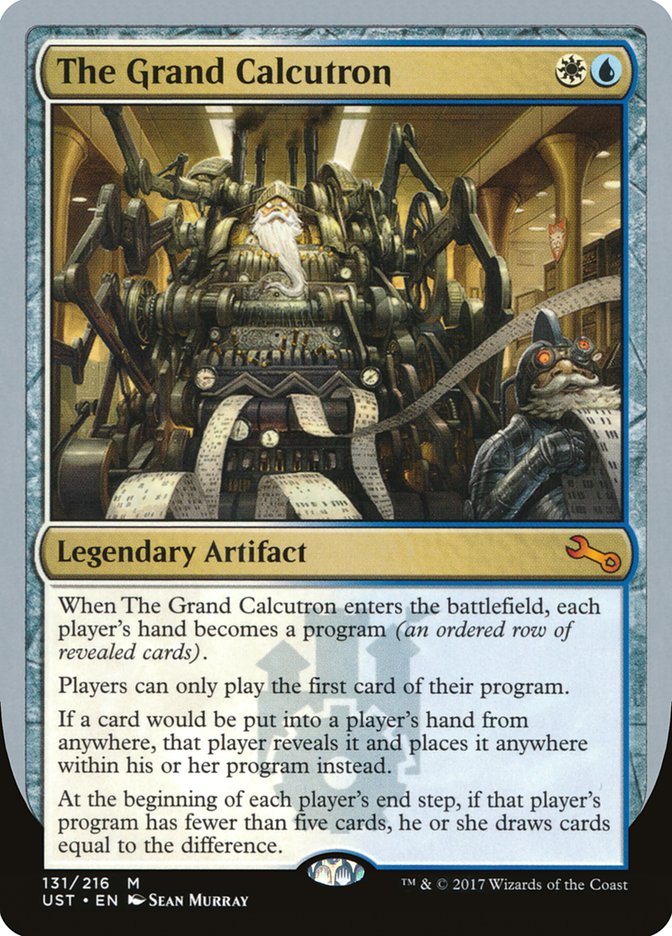 The Grand Calcutron
Legendary Artifact
When The Grand Calcutron enters the battlefield, each
player's hand becomes a program (an ordered row of
revealed cards).
Players can only play the first card of their program.
If a card would be put into a player's hand from
anywhere, that player reveals it and places it anywhere
within his or her program instead.
At the beginning of each player's end step, if that player's
program has fewer than five cards, he or she draws cards
equal to the difference.
131/216 M
UST • EN Sean Murray
™ & © 2017 Wizards of the Coast